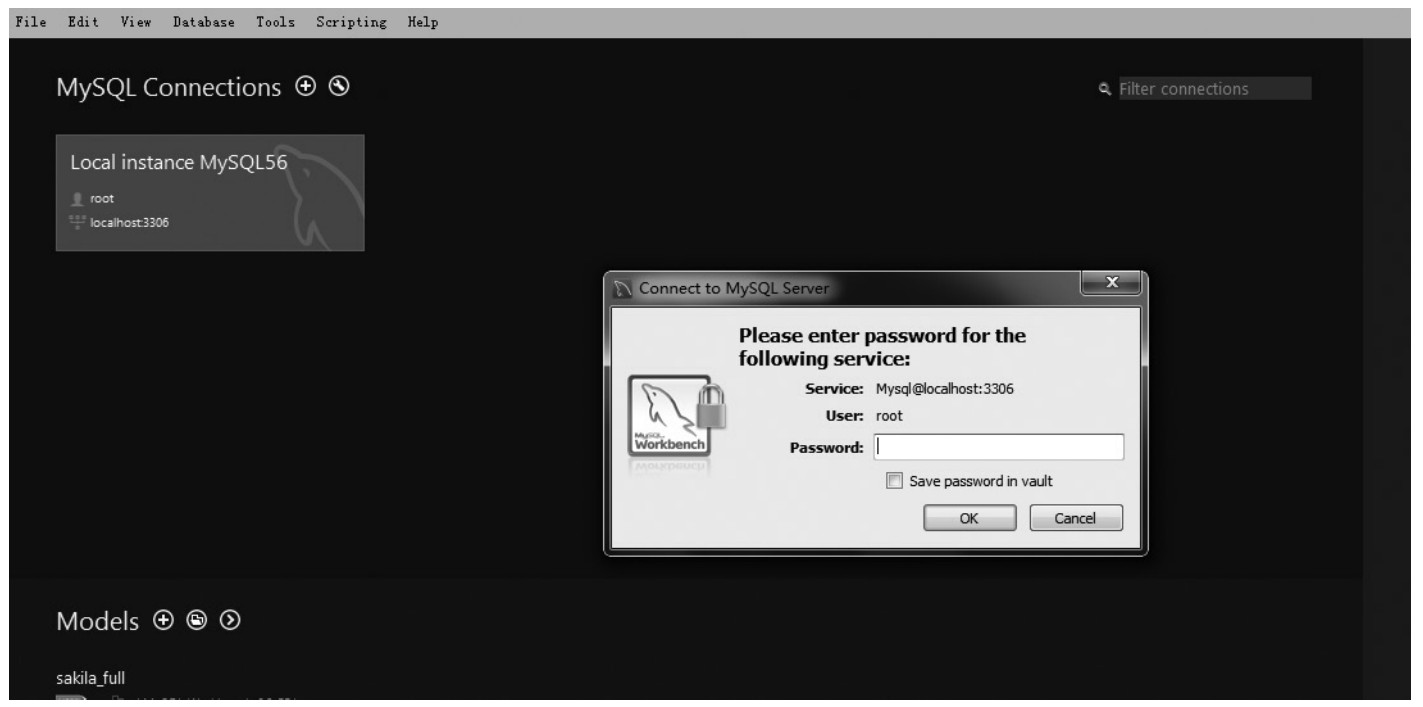 File Edit View Database Tools Scripting Help
MySQL Connections
Filter connections
Local instance MySQL56
root
localhost:3306
Connect to MySQL Server
Please enter password for the
following service:
Service: Mysql@localhost:3306
User: root
Password:
MySQL
Workbench
Save password in vault
OK Cancel
Models
sakila_full